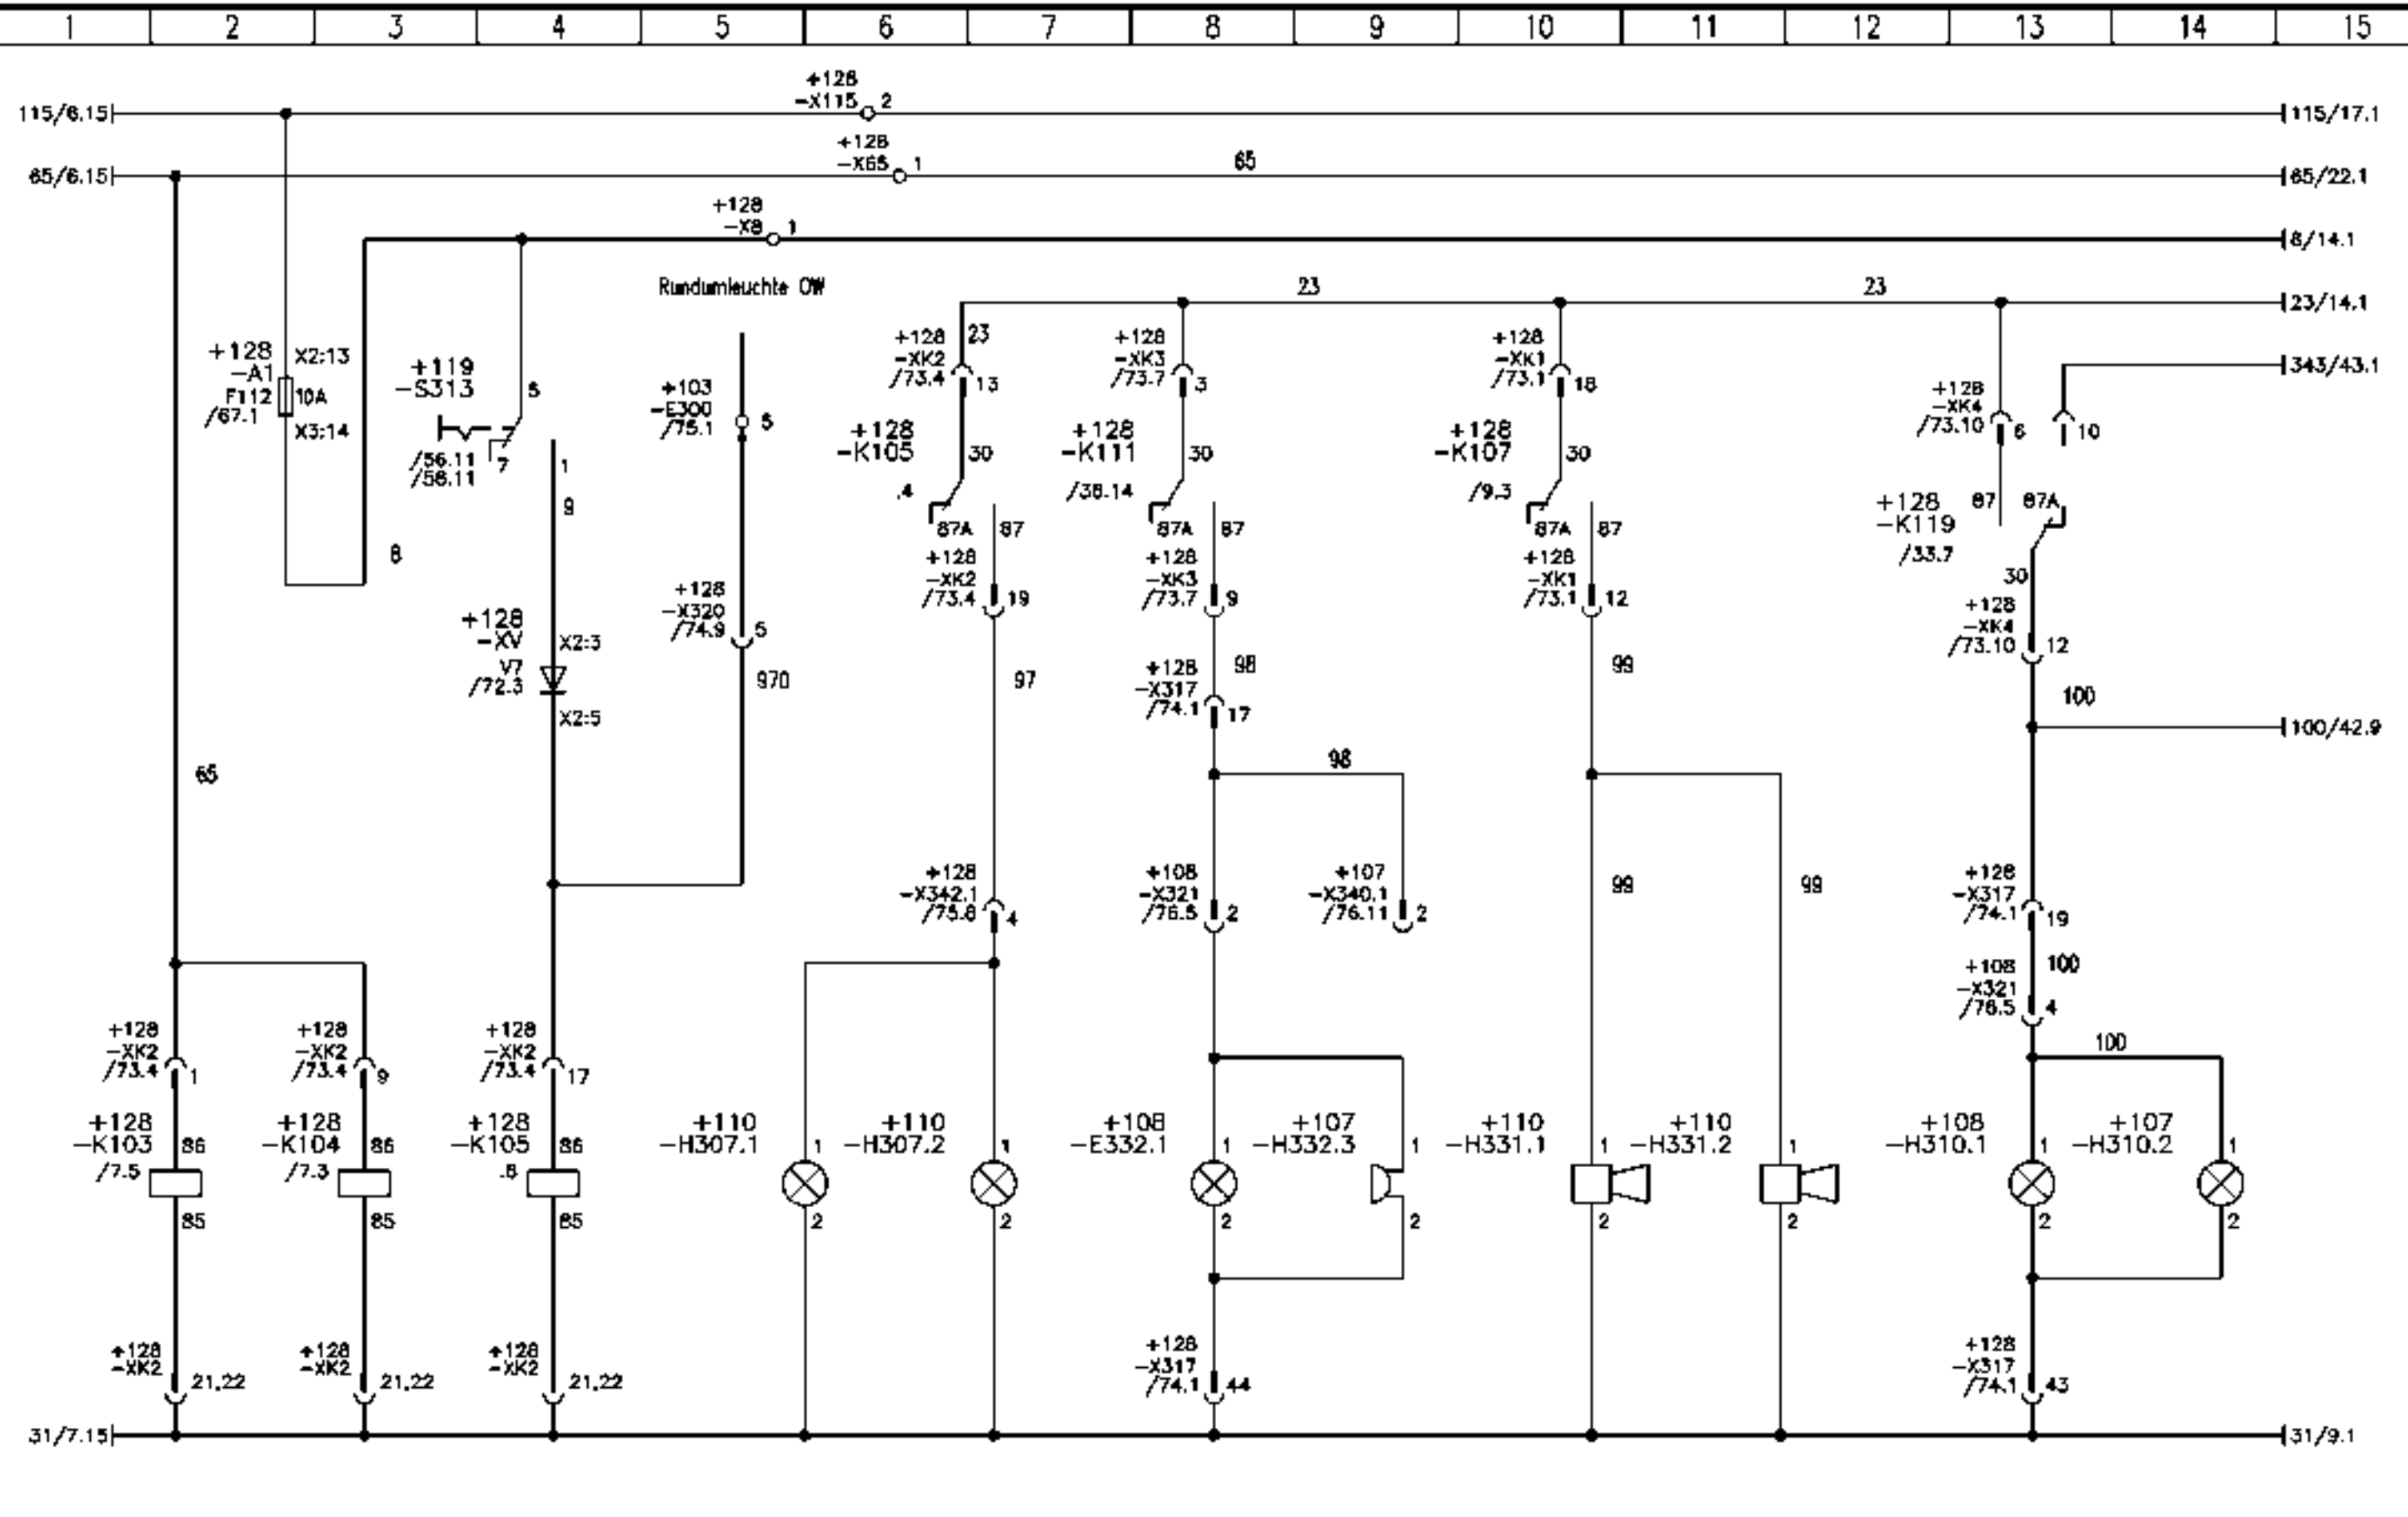 1 2 3 4 5 6 7 8 9 10 11 12 13 14 15
+128
-X115 2
115/6.15 115/17.1
+128
-X65 1
65
65/6.15 65/22.1
+128
-X8 1
8/14.1
Rundumleuchte OW
23 23
23/14.1
343/43.1
+128
-A1
F112
/67.1
X2:13
10A
X3:14
8
+119
-S313
5
7
/56.11
/58.11
1
9
+103
-E300
/75.1
5
+128
-XK2
/73.4
23
13
+128
-K105
.4
30
87A
87
+128
-XK2
/73.4
19
97
+128
-XK3
/73.7
3
+128
-K111
/38.14
30
87A
87
+128
-XK3
/73.7
9
+128
-X317
/74.1
98
17
98
+128
-XK1
/73.1
18
+128
-K107
/9.3
30
87A
87
+128
-XK1
/73.1
12
99
+128
-XK4
/73.10
6
10
+128
-K119
/33.7
87
87A
30
+128
-XK4
/73.10
12
100
100/42.9
+128
-XV
V7
/72.3
X2:3
X2:5
+128
-X320
/74.9
5
970
65
+128
-X342.1
/75.8
4
+108
-X321
/76.5
2
+107
-X340.1
/76.11
2
99
99
+128
-X317
/74.1
19
+108
-X321
/76.5
100
4
100
+128
-XK2
/73.4
1
+128
-XK2
/73.4
9
+128
-XK2
/73.4
17
+128
-K103
/7.5
86
85
+128
-K104
/7.3
86
85
+128
-K105
.6
86
85
+110
-H307.1
1
2
+110
-H307.2
1
2
+108
-E332.1
1
2
+107
-H332.3
1
2
+110
-H331.1
1
2
+110
-H331.2
1
2
+108
-H310.1
1
2
+107
-H310.2
1
2
+128
-XK2
21,22
+128
-XK2
21,22
+128
-XK2
21,22
+128
-X317
/74.1
44
+128
-X317
/74.1
43
31/7.15 31/9.1